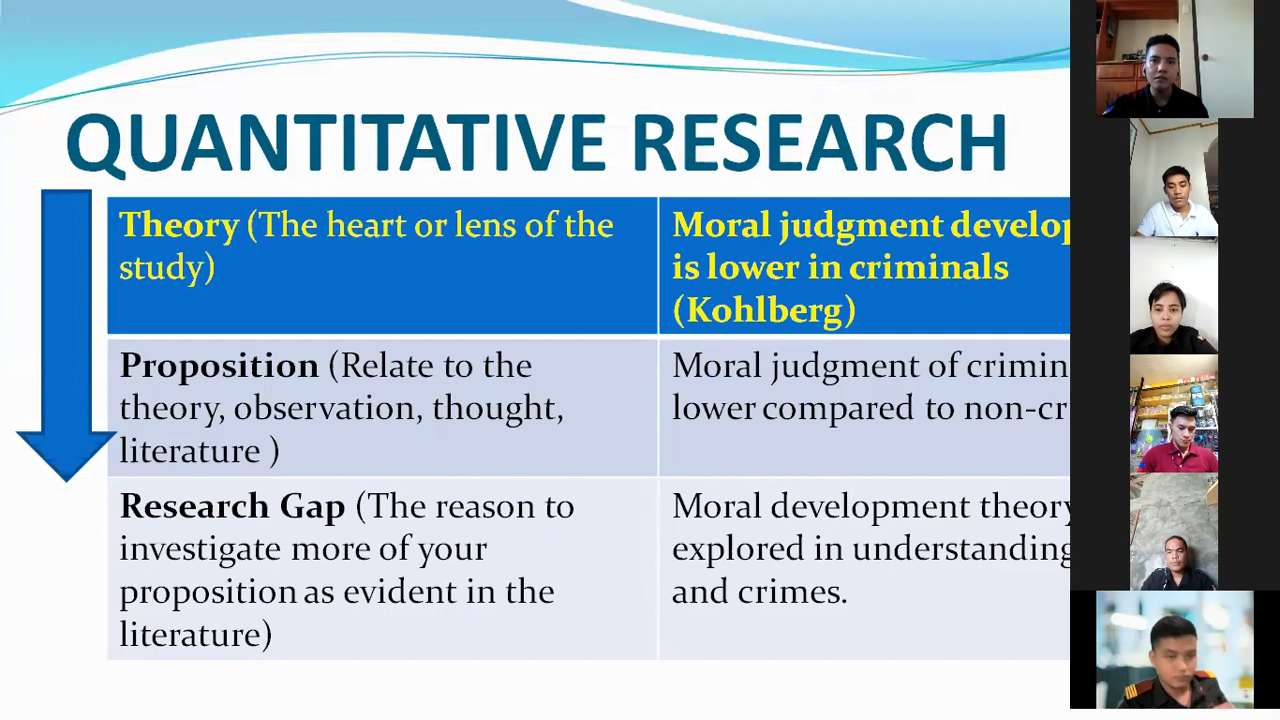 QUANTITATIVE RESEARCH
Theory (The heart or lens of the
study)
Moral judgment develop
is lower in criminals
(Kohlberg)
Proposition (Relate to the
theory, observation, thought,
literature )
Moral judgment of crimin
lower compared to non-cr
Research Gap (The reason to
investigate more of your
proposition as evident in the
literature)
Moral development theory
explored in understanding
and crimes.